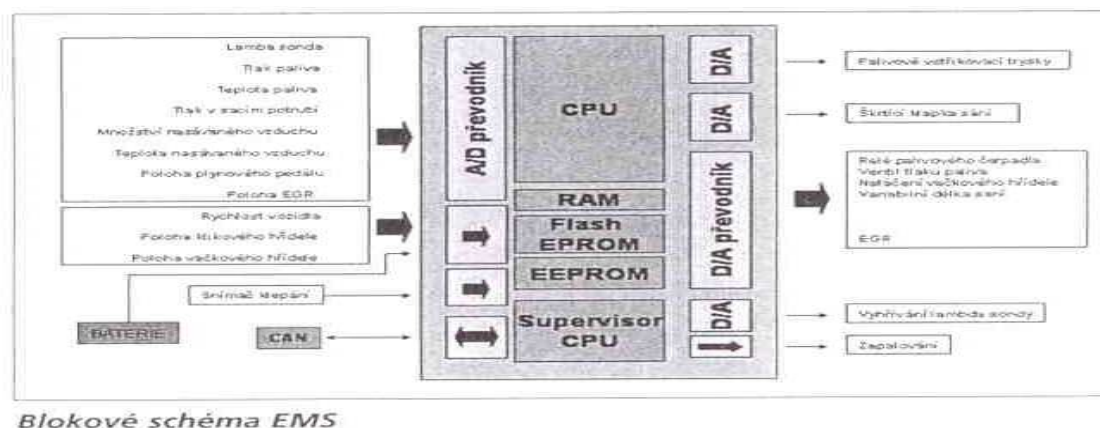 Lamba sonda
Tlak paliva
Teplota paliva
Tlak v sacím potrubí
Množství nasávaného vzduchu
Teplota nasávaného vzduchu
Poloha plynového pedálu
Poloha EGR
Rychlost vozidla
Poloha klikového hřídele
Poloha vačkového hřídele
Snímač klepání
BATERIE
CAN
A/D převodník
CPU
RAM
Flash
EPROM
EEPROM
Supervisor
CPU
D/A
D/A
D/A převodník
D/A
Palivové vstřikovací trysky
Škrtící klapka sání
Relé palivového čerpadla
Ventil tlaku paliva
Natáčení vačkového hřídele
Variabilní délka sání
EGR
Vyhřívání lambda sondy
Zapalování
Blokové schéma EMS